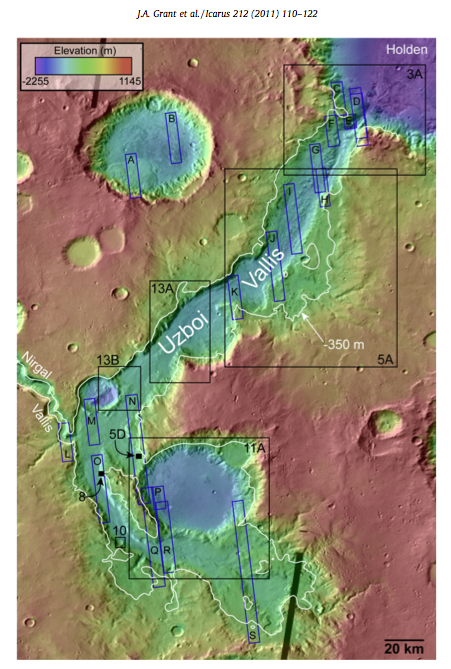 J.A. Grant et al./Icarus 212 (2011) 110–122
Elevation (m)
-2255 1145
Holden
3A
C
D
E
F
B
A
G
H
I
J
5A
13A
K
Vallis
Uzboi
-350 m
Nirgal
Vallis
13B
N
M
5D
11A
L
O
8
P
10
Q
R
S
20 km